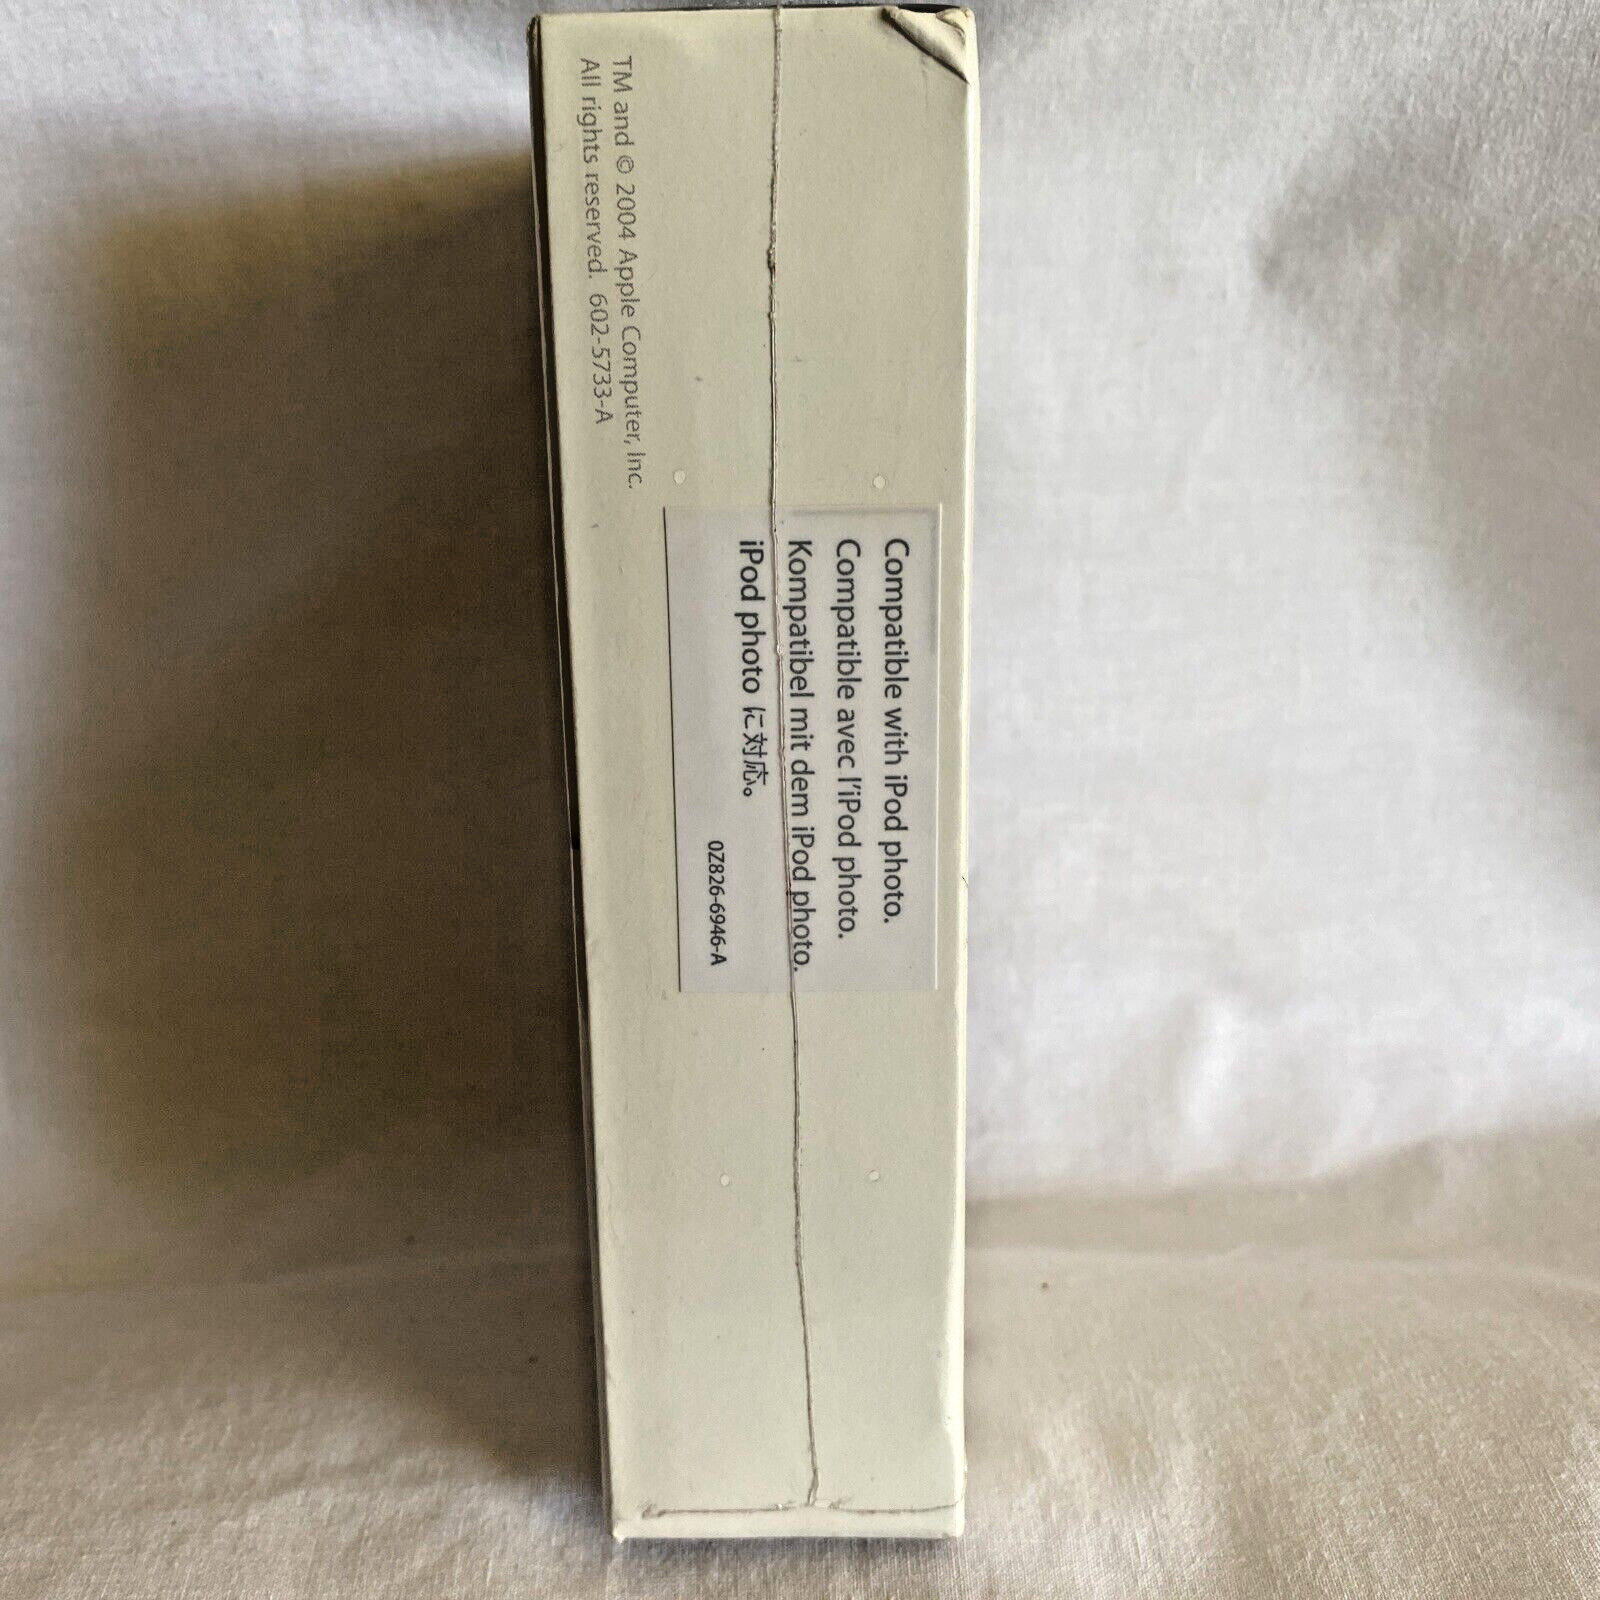 TM and © 2004 Apple Computer, Inc.
All rights reserved. 602-5733-A
Compatible with iPod photo.
Compatible avec l'iPod photo.
Kompatibel mit dem iPod photo.
iPod photo に対応。
0Z826-6946-A